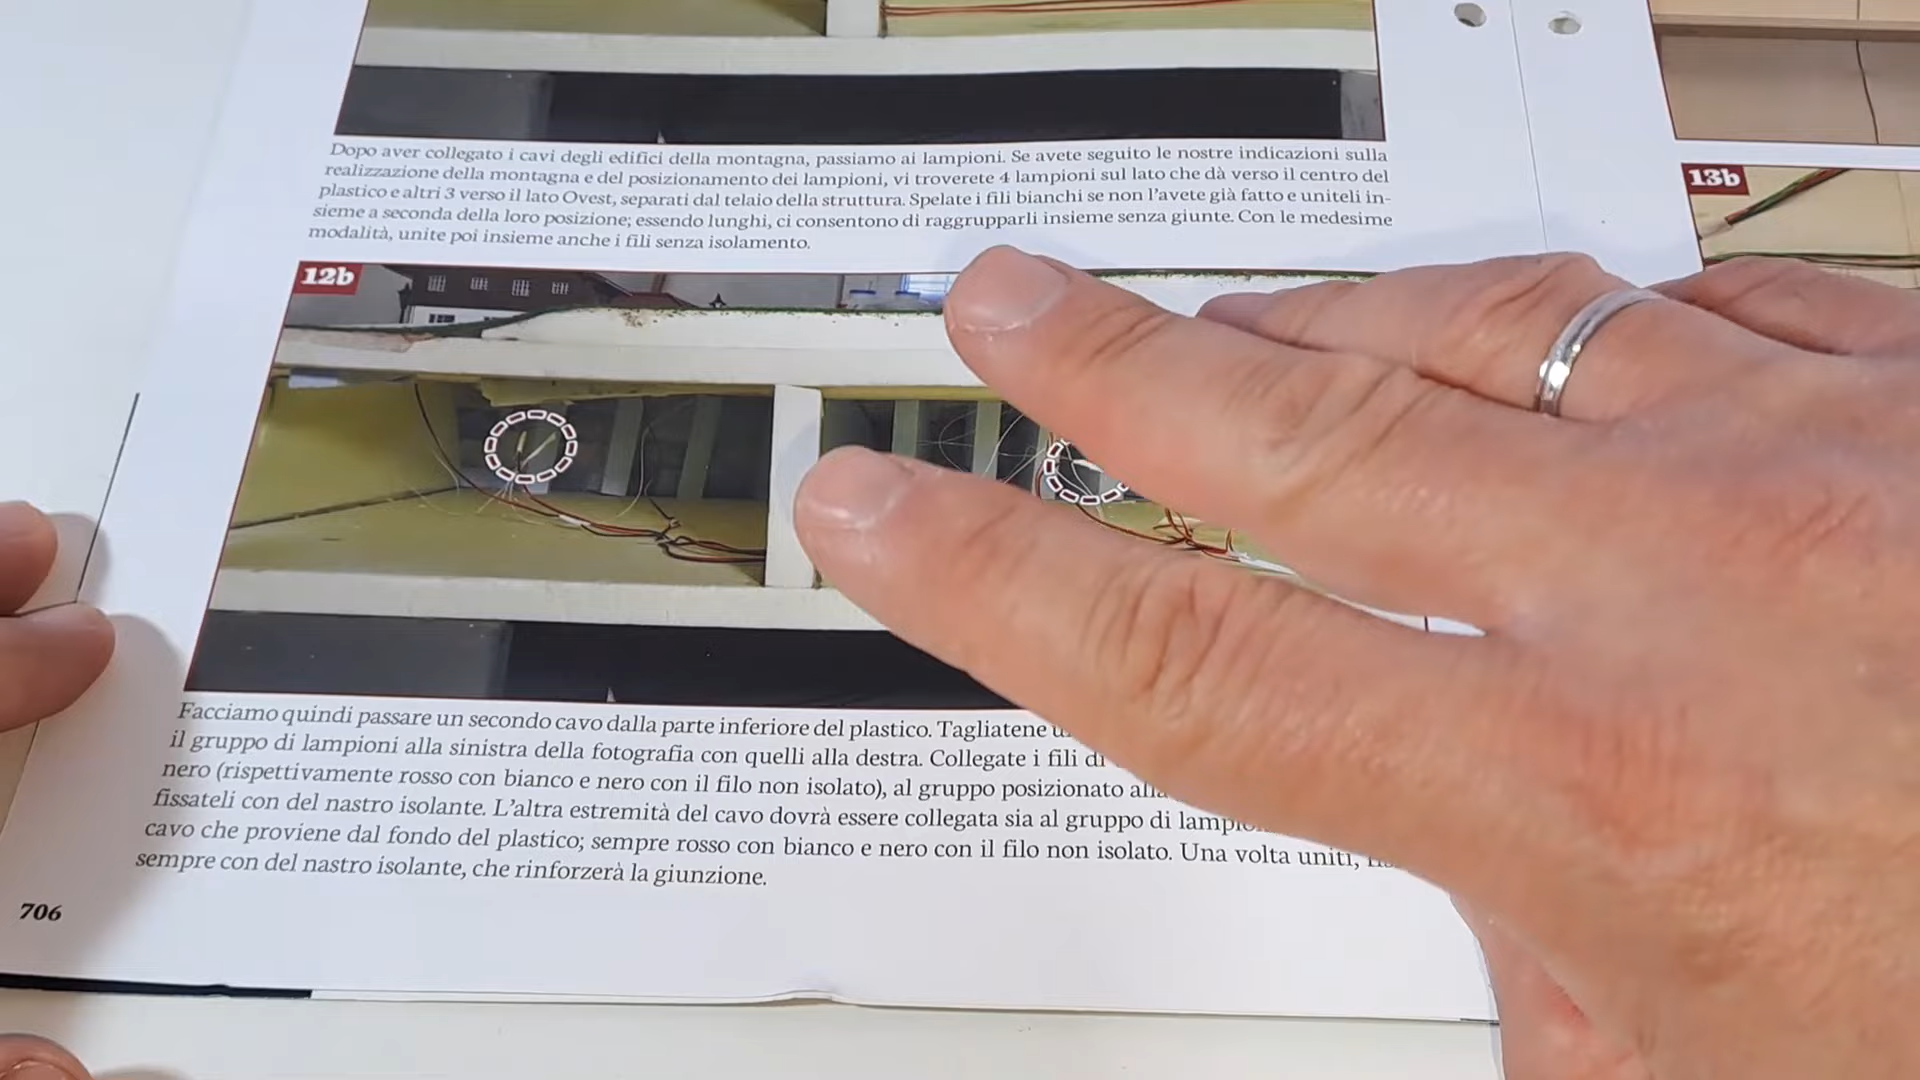 Dopo aver collegato i cavi degli edifici della montagna, passiamo ai lampioni. Se avete seguito le nostre indicazioni sulla
realizzazione della montagna e del posizionamento dei lampioni, vi troverete 4 lampioni sul lato che dà verso il centro del
plastico e altri 3 verso il lato Ovest, separati dal telaio della struttura. Spelate i fili bianchi se non l'avete già fatto e uniteli in-
sieme a seconda della loro posizione; essendo lunghi, ci consentono di raggrupparli insieme senza giunte. Con le medesime
modalità, unite poi insieme anche i fili senza isolamento.
13b
12b
Facciamo quindi passare un secondo cavo dalla parte inferiore del plastico. Tagliatene
il gruppo di lampioni alla sinistra della fotografia con quelli alla destra. Collegate i fili di
nero (rispettivamente rosso con bianco e nero con il filo non isolato), al gruppo posizionato
fissateli con del nastro isolante. L'altra estremità del cavo dovrà essere collegata sia al gruppo di
cavo che proviene dal fondo del plastico; sempre rosso con bianco e nero con il filo non isolato. Una volta uniti,
sempre con del nastro isolante, che rinforzerà la giunzione.
706